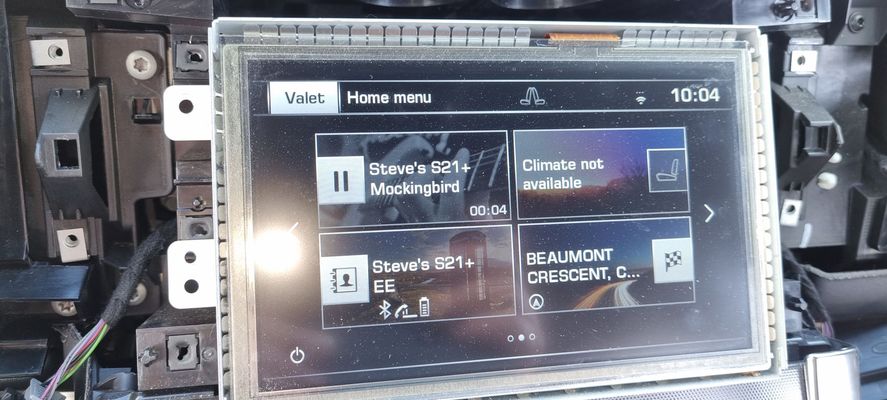 Valet
Home menu
10:04
Steve's S21+
Mockingbird
00:04
Climate not
available
Steve's S21+
EE
BEAUMONT
CRESCENT, C...